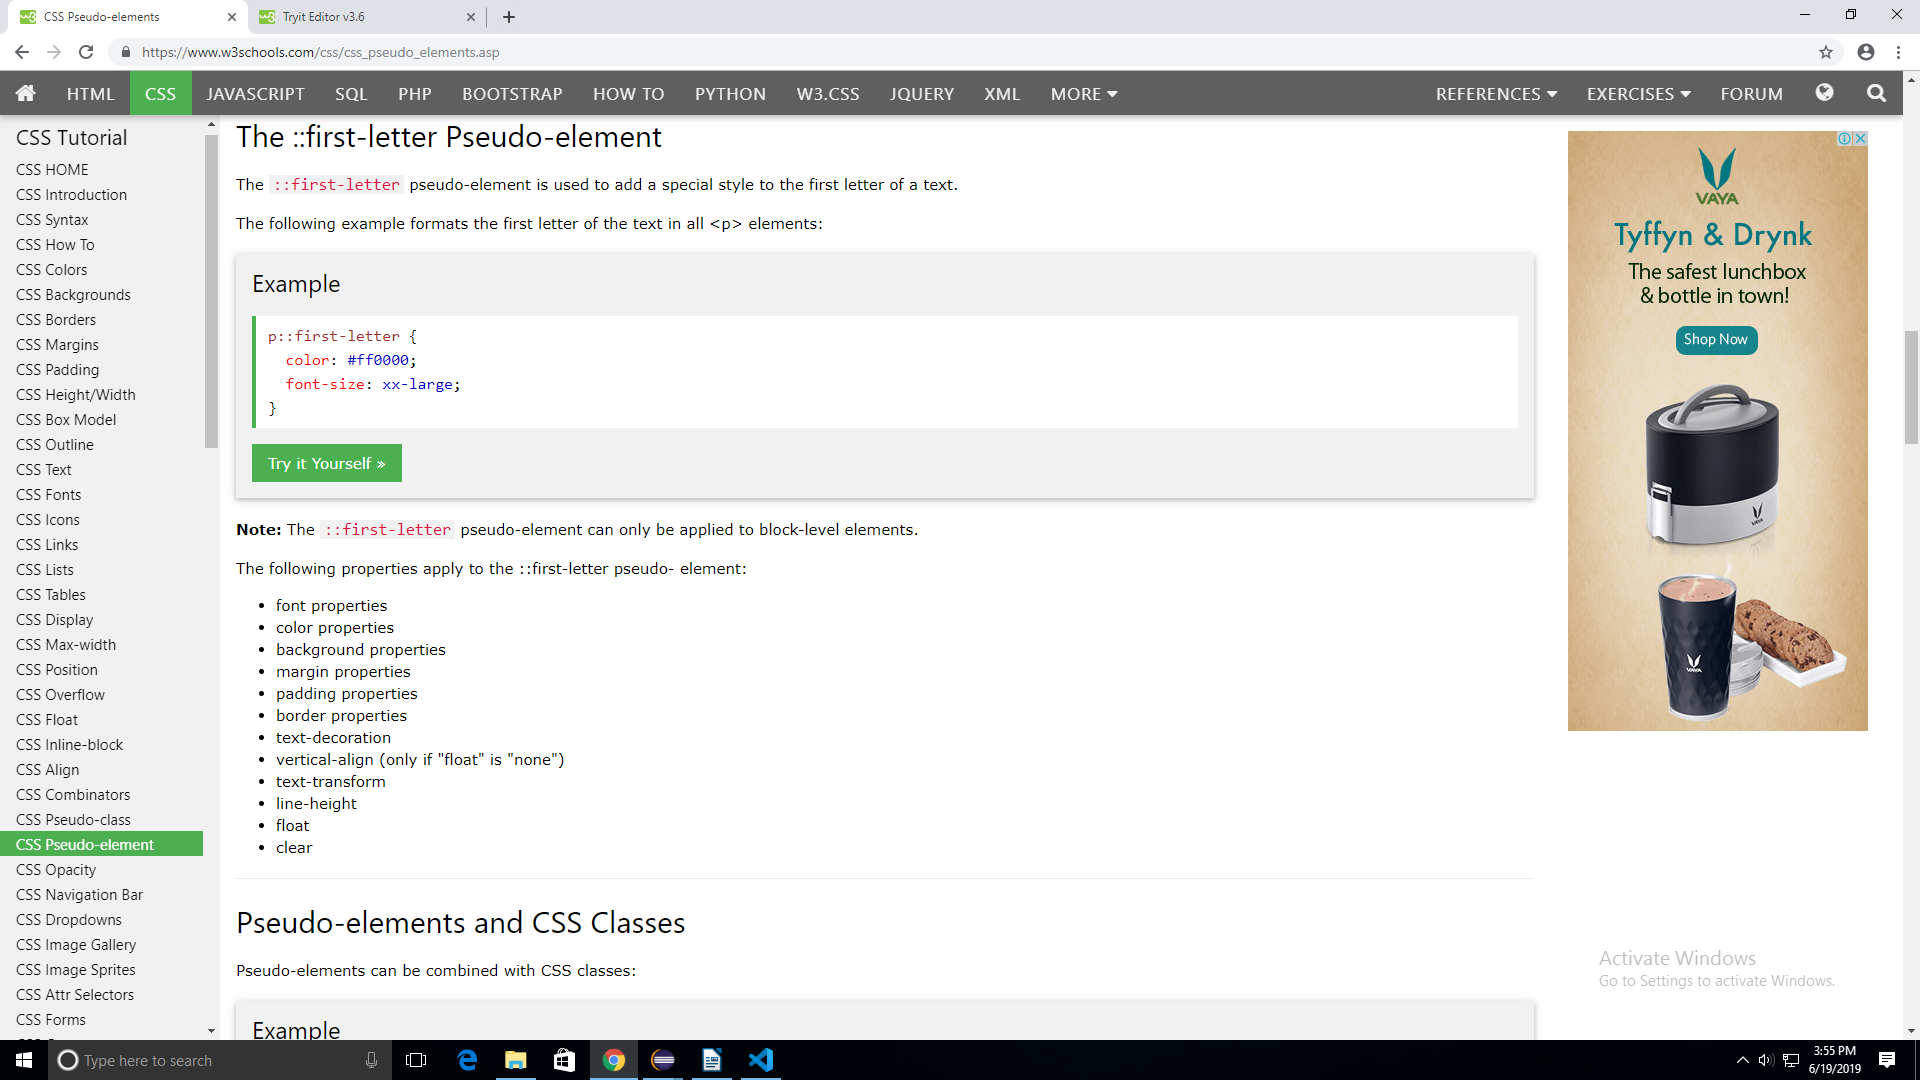 CSS Pseudo-elements
Tryit Editor v3.6
https://www.w3schools.com/css/css_pseudo_elements.asp
HTML CSS JAVASCRIPT SQL PHP BOOTSTRAP HOW TO PYTHON W3.CSS JQUERY XML MORE REFERENCES EXERCISES FORUM
CSS Tutorial
CSS HOME
CSS Introduction
CSS Syntax
CSS How To
CSS Colors
CSS Backgrounds
CSS Borders
CSS Margins
CSS Padding
CSS Height/Width
CSS Box Model
CSS Outline
CSS Text
CSS Fonts
CSS Icons
CSS Links
CSS Lists
CSS Tables
CSS Display
CSS Max-width
CSS Position
CSS Overflow
CSS Float
CSS Inline-block
CSS Align
CSS Combinators
CSS Pseudo-class
CSS Pseudo-element
CSS Opacity
CSS Navigation Bar
CSS Dropdowns
CSS Image Gallery
CSS Image Sprites
CSS Attr Selectors
CSS Forms
The ::first-letter Pseudo-element
The ::first-letter pseudo-element is used to add a special style to the first letter of a text.
The following example formats the first letter of the text in all <p> elements:
Example
p::first-letter {
color: #ff0000;
font-size: xx-large;
}
Try it Yourself »
Note: The ::first-letter pseudo-element can only be applied to block-level elements.
The following properties apply to the ::first-letter pseudo- element:
• font properties
• color properties
• background properties
• margin properties
• padding properties
• border properties
• text-decoration
• vertical-align (only if "float" is "none")
• text-transform
• line-height
• float
• clear
Pseudo-elements and CSS Classes
Pseudo-elements can be combined with CSS classes:
Example
VAYA
Tyffyn & Drynk
The safest lunchbox
& bottle in town!
Shop Now
VAYA
VAYA
Activate Windows
Go to Settings to activate Windows.
Type here to search
3:55 PM
6/19/2019